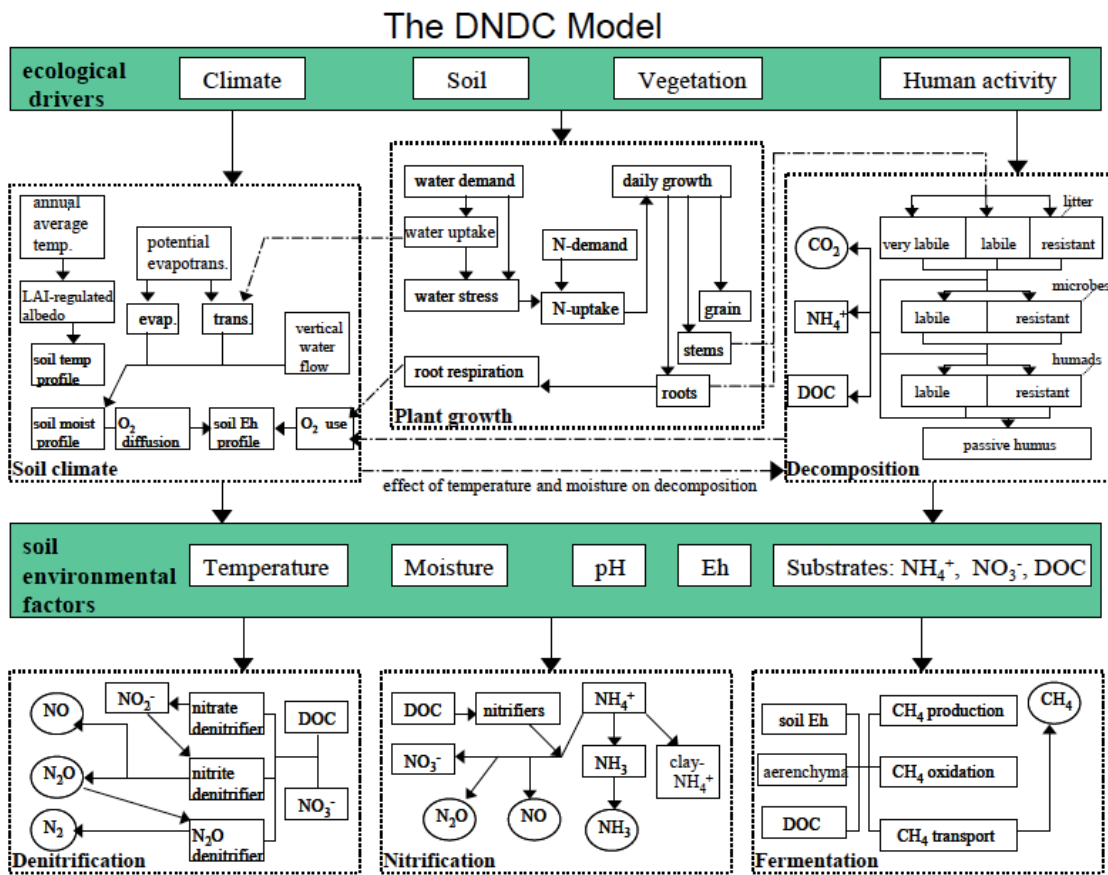 The DNDC Model
ecological
drivers
Climate
Soil
Vegetation
Human activity
annual
average
temp.
potential
evapotrans.
LAI-regulated
albedo
evap.
trans.
vertical
water
flow
soil temp
profile
soil moist
profile
O₂
diffusion
soil Eh
profile
O₂ use
Soil climate
water demand
daily growth
water uptake
N-demand
water stress
N-uptake
grain
stems
root respiration
roots
Plant growth
litter
CO₂
very labile
labile
resistant
microbes
NH₄⁺
labile
resistant
humads
DOC
labile
resistant
passive humus
Decomposition
effect of temperature and moisture on decomposition
soil
environmental
factors
Temperature
Moisture
pH
Eh
Substrates: NH₄⁺, NO₃⁻, DOC
NO
NO₂⁻
nitrate
denitrifier
DOC
N₂O
nitrite
denitrifier
NO₃⁻
N₂
N₂O
denitrifier
Denitrification
DOC
nitrifiers
NH₄⁺
NO₃⁻
NH₃
clay-
NH₄⁺
N₂O
NO
NH₃
Nitrification
soil Eh
CH₄ production
CH₄
aerenchyma
CH₄ oxidation
DOC
CH₄ transport
Fermentation